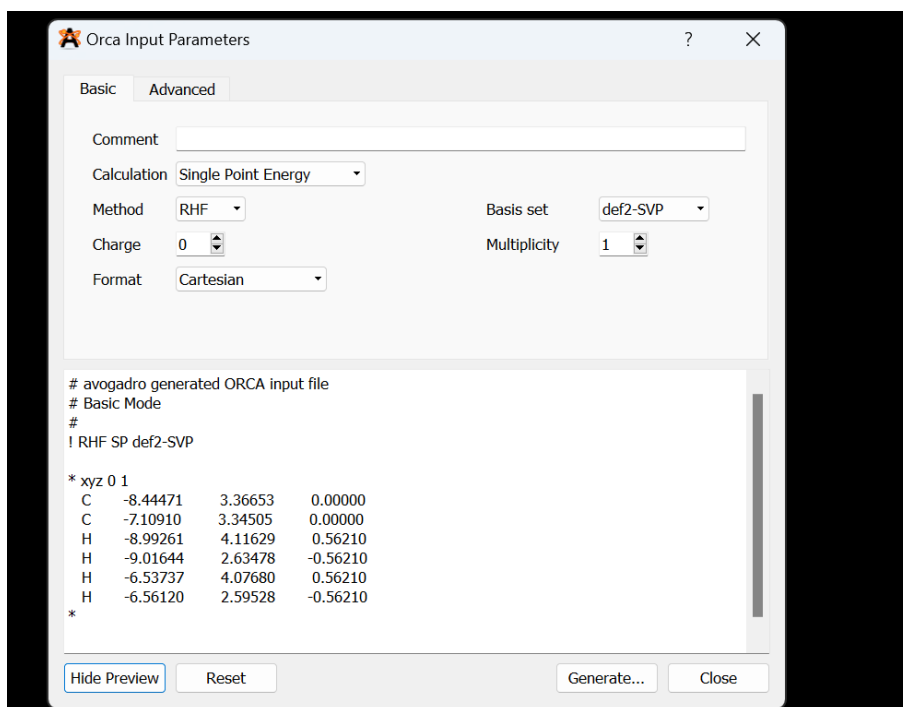 Orca Input Parameters ?
Basic Advanced
Comment
Calculation Single Point Energy
Method RHF Basis set def2-SVP
Charge 0 Multiplicity 1
Format Cartesian
# avogadro generated ORCA input file
# Basic Mode
#
! RHF SP def2-SVP
* xyz 0 1
C -8.44471 3.36653 0.00000
C -7.10910 3.34505 0.00000
H -8.99261 4.11629 0.56210
H -9.01644 2.63478 -0.56210
H -6.53737 4.07680 0.56210
H -6.56120 2.59528 -0.56210
*
Hide Preview Reset Generate... Close